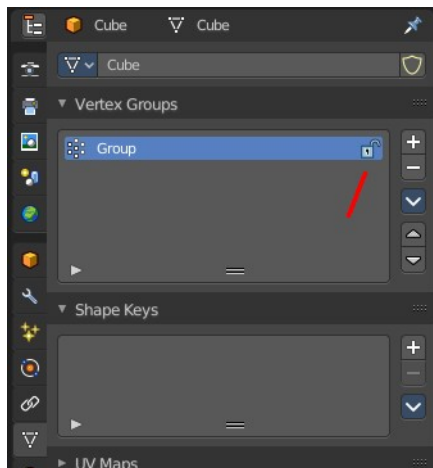 Cube Cube
Cube
Vertex Groups
Group
Shape Keys
UV Maps